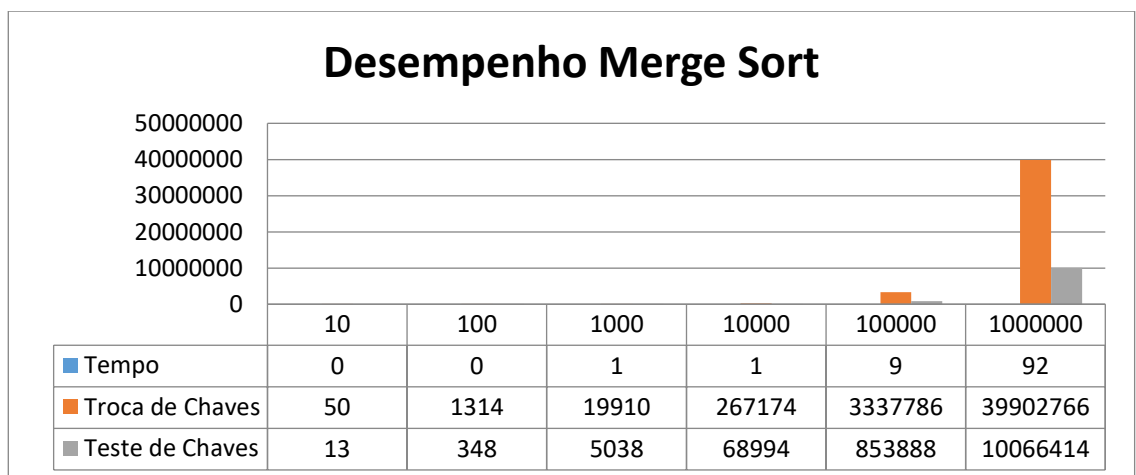 Desempenho Merge Sort
50000000
40000000
30000000
20000000
10000000
0
10 100 1000 10000 100000 1000000
Tempo 0 0 1 1 9 92
Troca de Chaves 50 1314 19910 267174 3337786 39902766
Teste de Chaves 13 348 5038 68994 853888 10066414